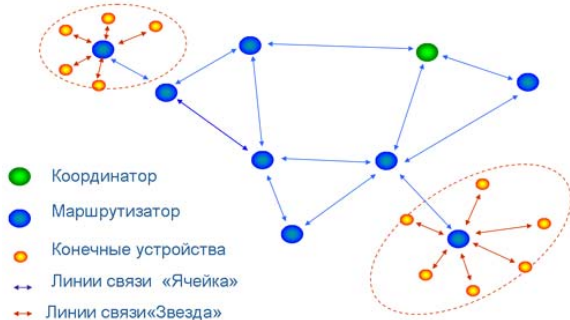 Координатор
Маршрутизатор
Конечные устройства
Линии связи «Ячейка»
Линии связи«Звезда»